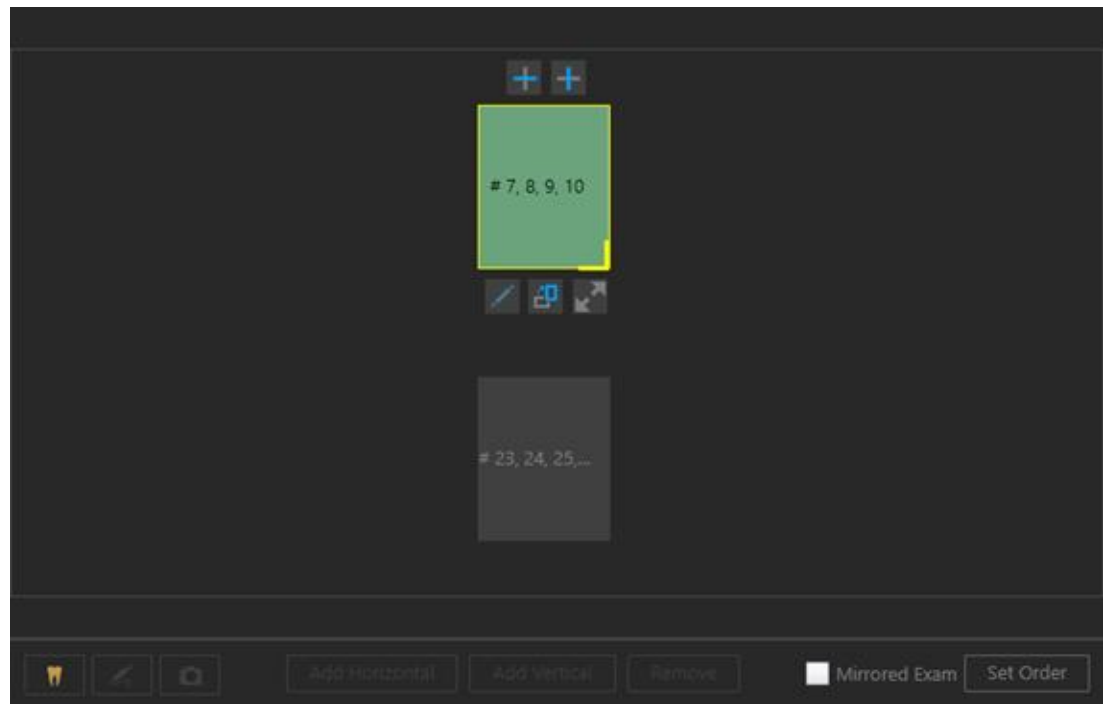 # 7, 8, 9, 10
# 23, 24, 25,...
Add Horizontal
Add Vertical
Remove
Mirrored Exam
Set Order